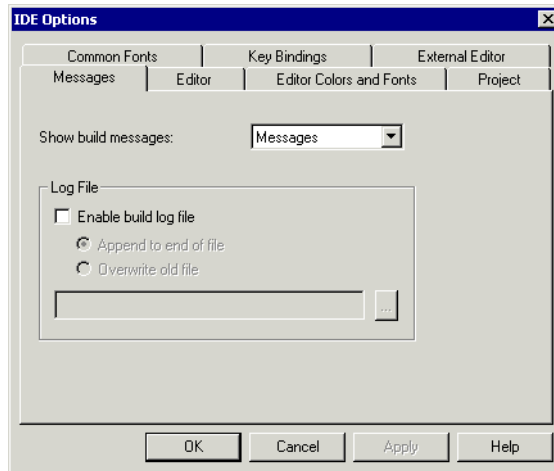 IDE Options
Common Fonts Key Bindings External Editor
Messages Editor Editor Colors and Fonts Project
Show build messages: Messages
Log File
Enable build log file
Append to end of file
Overwrite old file
...
OK Cancel Apply Help